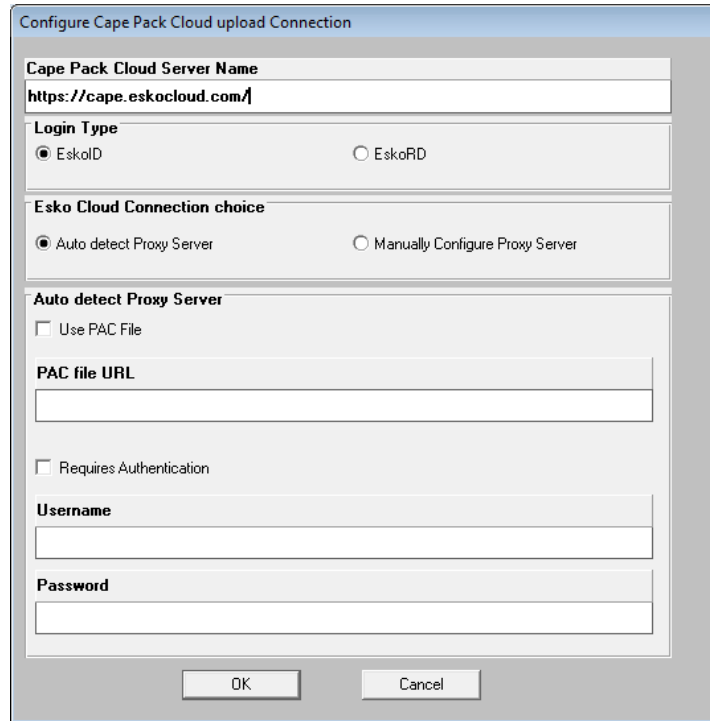 Configure Cape Pack Cloud upload Connection
Cape Pack Cloud Server Name
https://cape.eskocloud.com/
Login Type
EskoID EskoRD
Esko Cloud Connection choice
Auto detect Proxy Server Manually Configure Proxy Server
Auto detect Proxy Server
Use PAC File
PAC file URL
Requires Authentication
Username
Password
OK Cancel